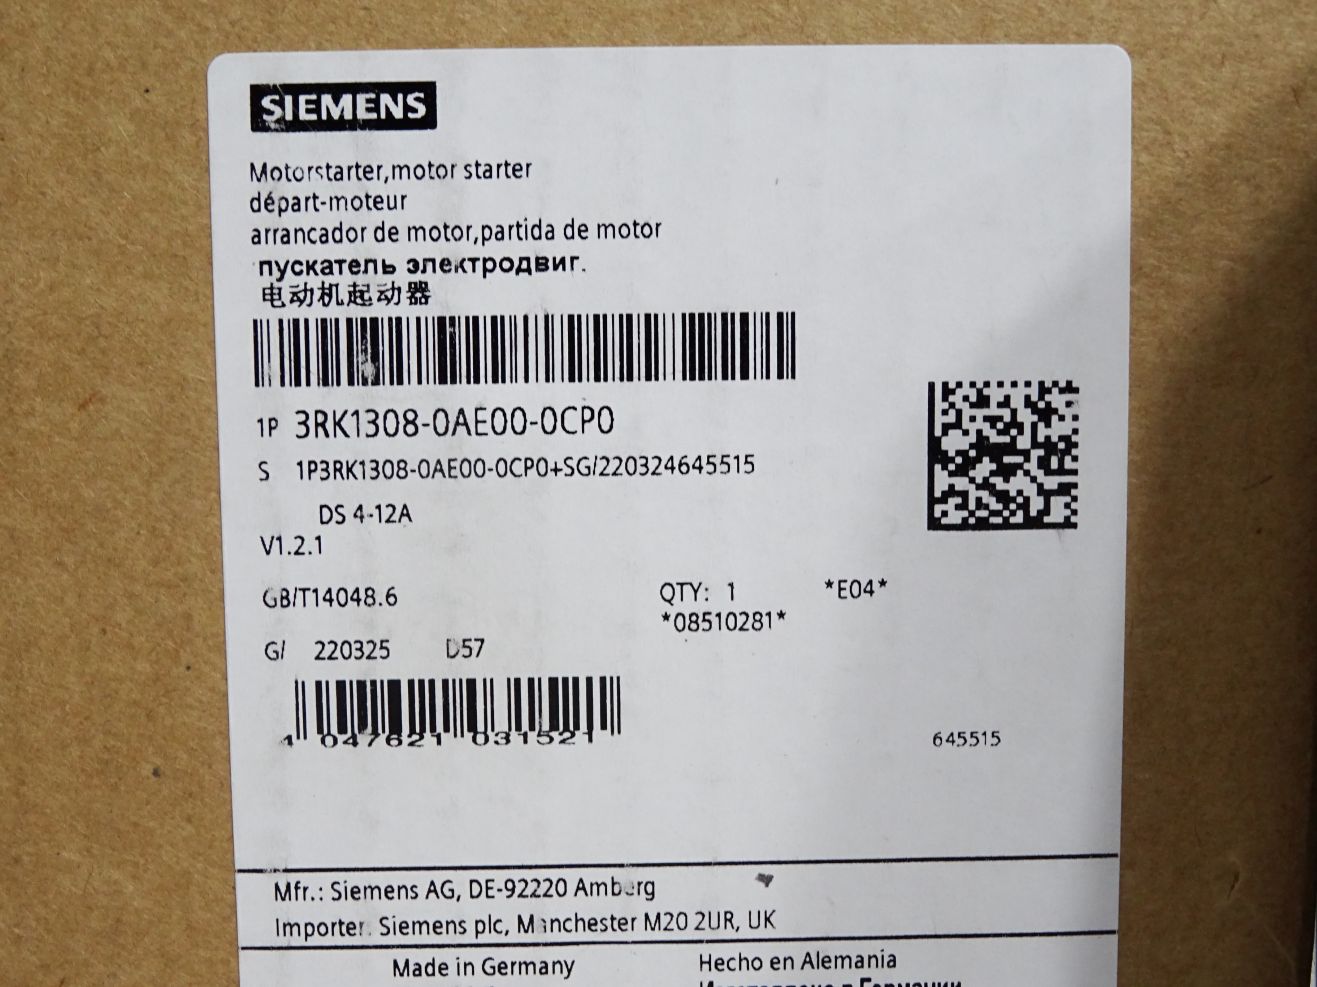 SIEMENS
Motorstarter,motor starter
départ-moteur
arrancador de motor,partida de motor
пускатель электродвиг.
电动机起动器
1P 3RK1308-0AE00-0CP0
S 1P3RK1308-0AE00-0CP0+SG/220324645515
DS 4-12A
V1.2.1
GB/T14048.6
QTY: 1 *E04*
*08510281*
G/ 220325 D57
4 047621 031521
645515
Mfr.: Siemens AG, DE-92220 Amberg
Importer: Siemens plc, Manchester M20 2UR, UK
Made in Germany
Hecho en Alemania